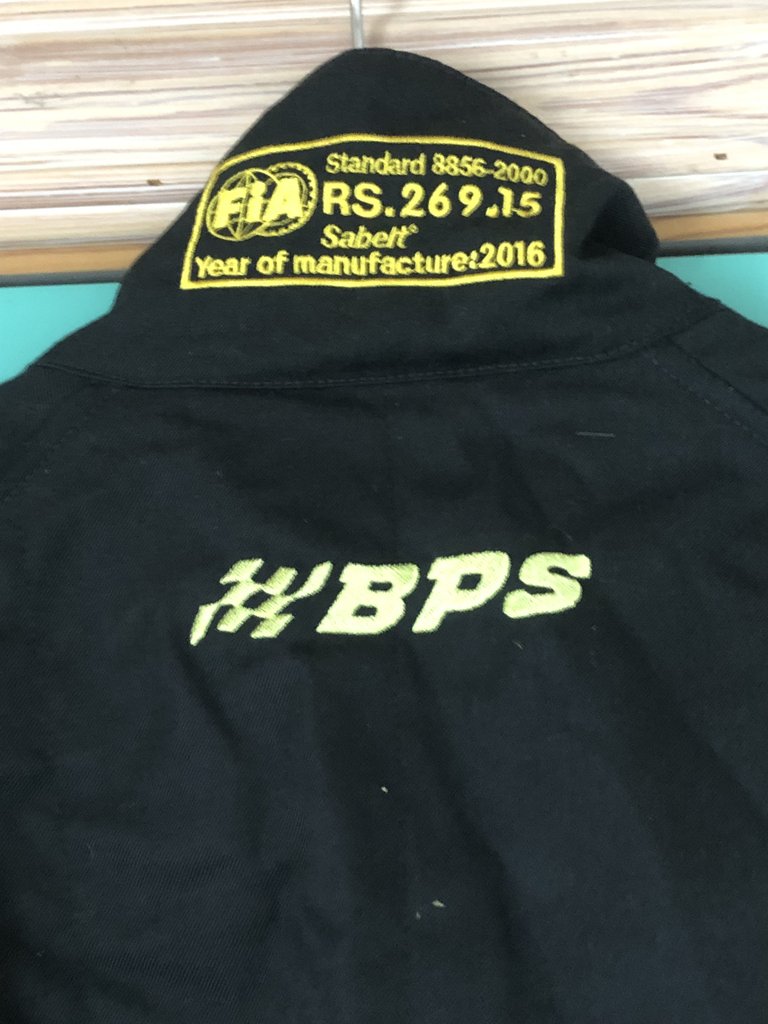 FIA
Standard 8856-2000
RS.269.15
Sabelt®
Year of manufacture:2016
BPS